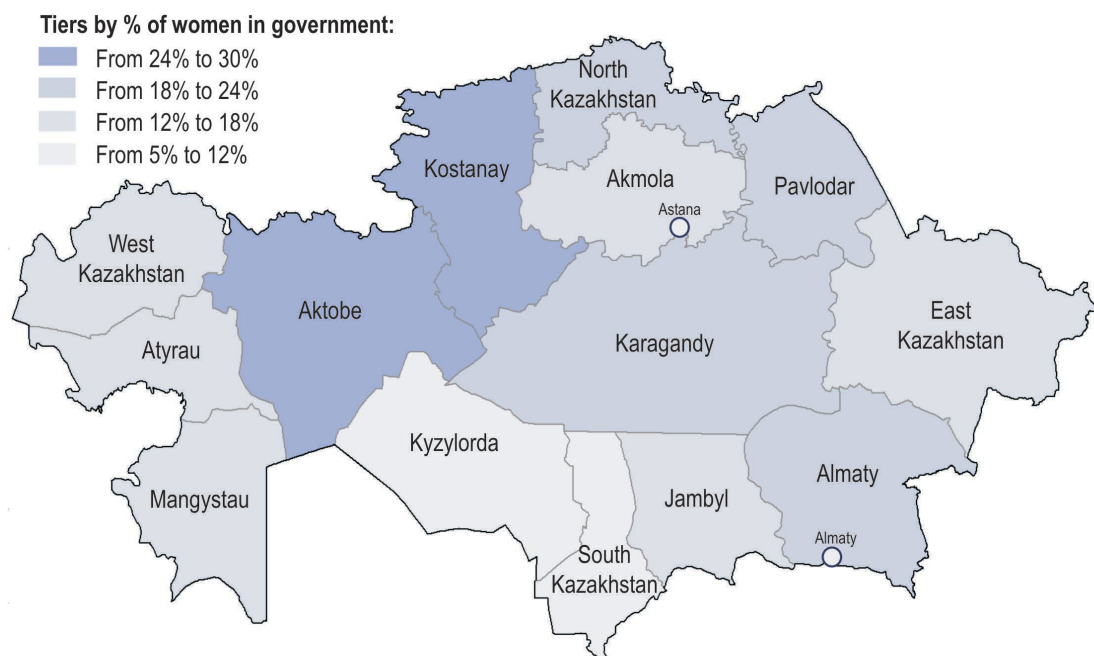 Tiers by % of women in government:
From 24% to 30%
From 18% to 24%
From 12% to 18%
From 5% to 12%
North
Kazakhstan
Kostanay
Akmola
Pavlodar
Astana
West
Kazakhstan
Aktobe
East
Kazakhstan
Atyrau
Karagandy
Kyzylorda
Almaty
Mangystau
Jambyl
Almaty
South
Kazakhstan